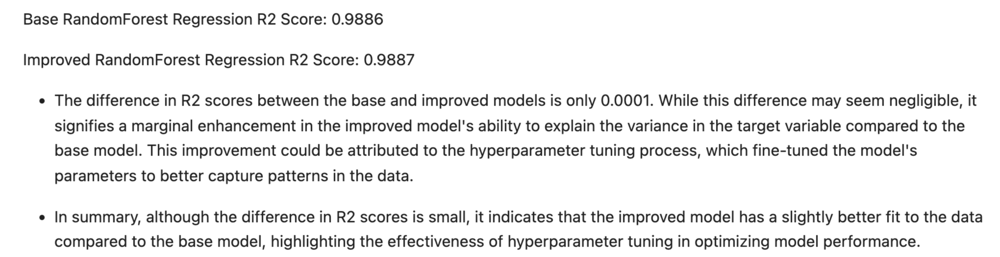 Base RandomForest Regression R2 Score: 0.9886
Improved RandomForest Regression R2 Score: 0.9887
• The difference in R2 scores between the base and improved models is only 0.0001. While this difference may seem negligible, it
signifies a marginal enhancement in the improved model's ability to explain the variance in the target variable compared to the
base model. This improvement could be attributed to the hyperparameter tuning process, which fine-tuned the model's
parameters to better capture patterns in the data.
• In summary, although the difference in R2 scores is small, it indicates that the improved model has a slightly better fit to the data
compared to the base model, highlighting the effectiveness of hyperparameter tuning in optimizing model performance.